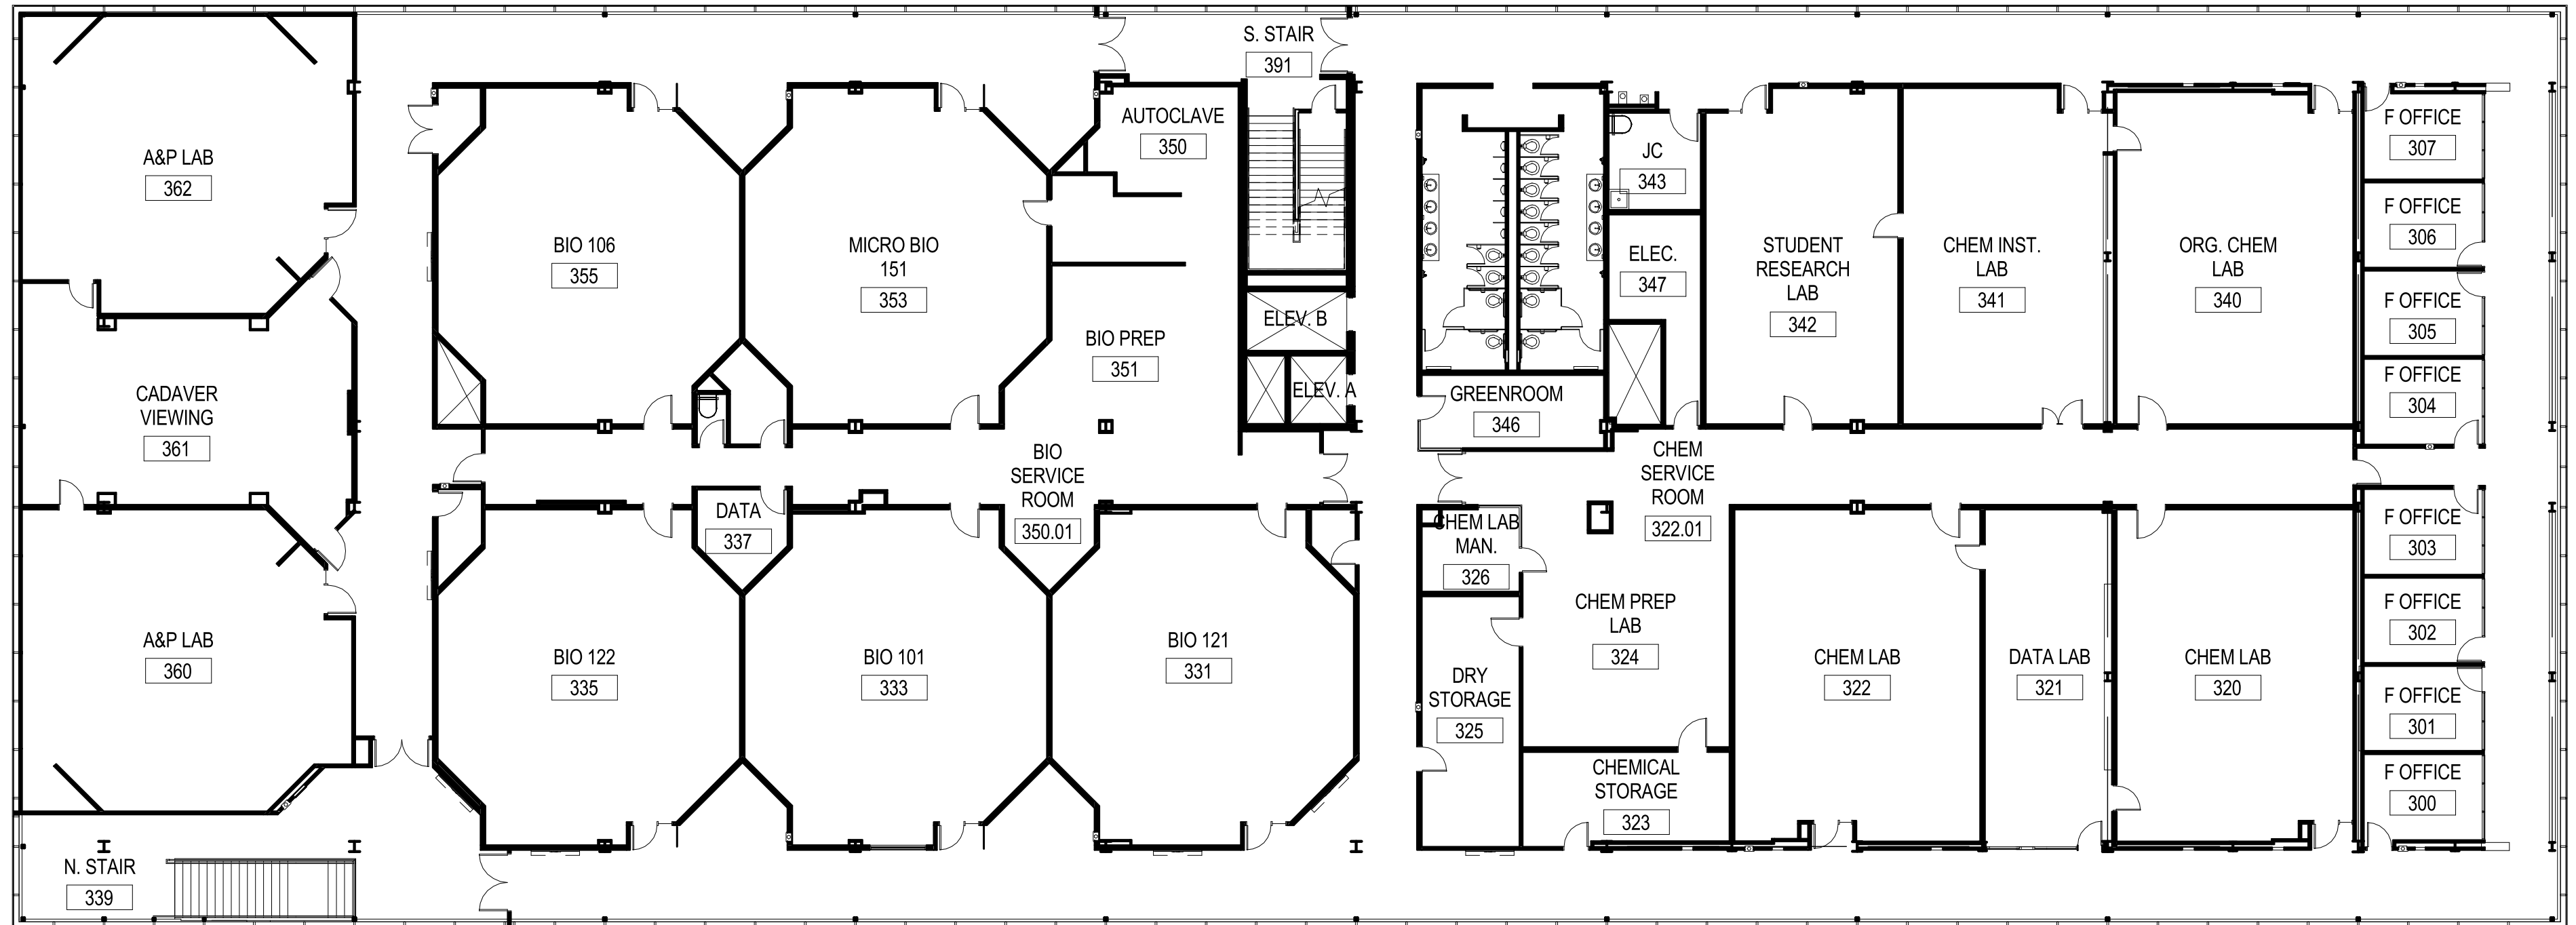 S. STAIR
391
A&P LAB
362
BIO 106
355
MICRO BIO
151
353
AUTOCLAVE
350
BIO PREP
351
ELEV. B
ELEV. A
CADAVER
VIEWING
361
BIO
SERVICE
ROOM
350.01
DATA
337
A&P LAB
360
BIO 122
335
BIO 101
333
BIO 121
331
N. STAIR
339
JC
343
ELEC.
347
GREENROOM
346
STUDENT
RESEARCH
LAB
342
CHEM INST.
LAB
341
ORG. CHEM
LAB
340
F OFFICE
307
F OFFICE
306
F OFFICE
305
F OFFICE
304
CHEM
SERVICE
ROOM
322.01
CHEM LAB
MAN.
326
CHEM PREP
LAB
324
DRY
STORAGE
325
CHEMICAL
STORAGE
323
CHEM LAB
322
DATA LAB
321
CHEM LAB
320
F OFFICE
303
F OFFICE
302
F OFFICE
301
F OFFICE
300